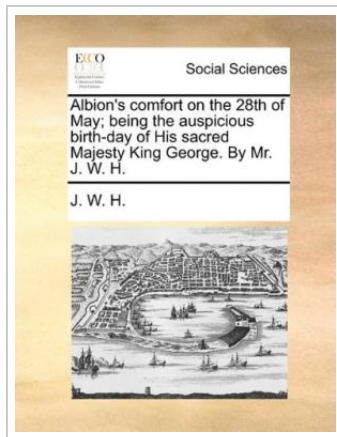 ECCO
Social Sciences
Albion's comfort on the 28th of
May; being the auspicious
birth-day of His sacred
Majesty King George. By Mr.
J. W. H.
J. W. H.